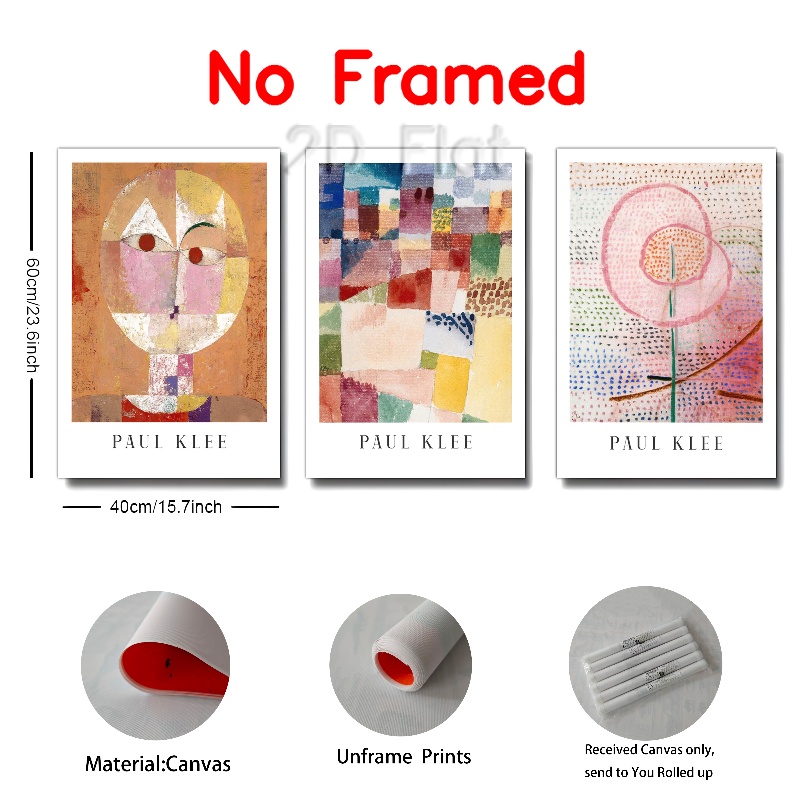 No Framed
2D Flat
60cm/23.6inch
PAUL KLEE
PAUL KLEE
PAUL KLEE
40cm/15.7inch
Material:Canvas
Unframe Prints
Received Canvas only,
send to You Rolled up